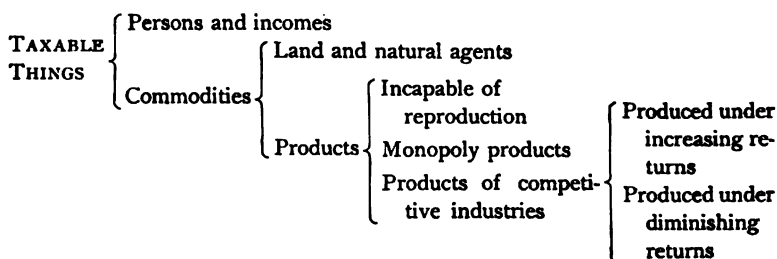 TAXABLE THINGS
Persons and incomes
Commodities
Land and natural agents
Products
Incapable of
reproduction
Monopoly products
Products of competi-
tive industries
Produced under
increasing re-
turns
Produced under
diminishing
returns